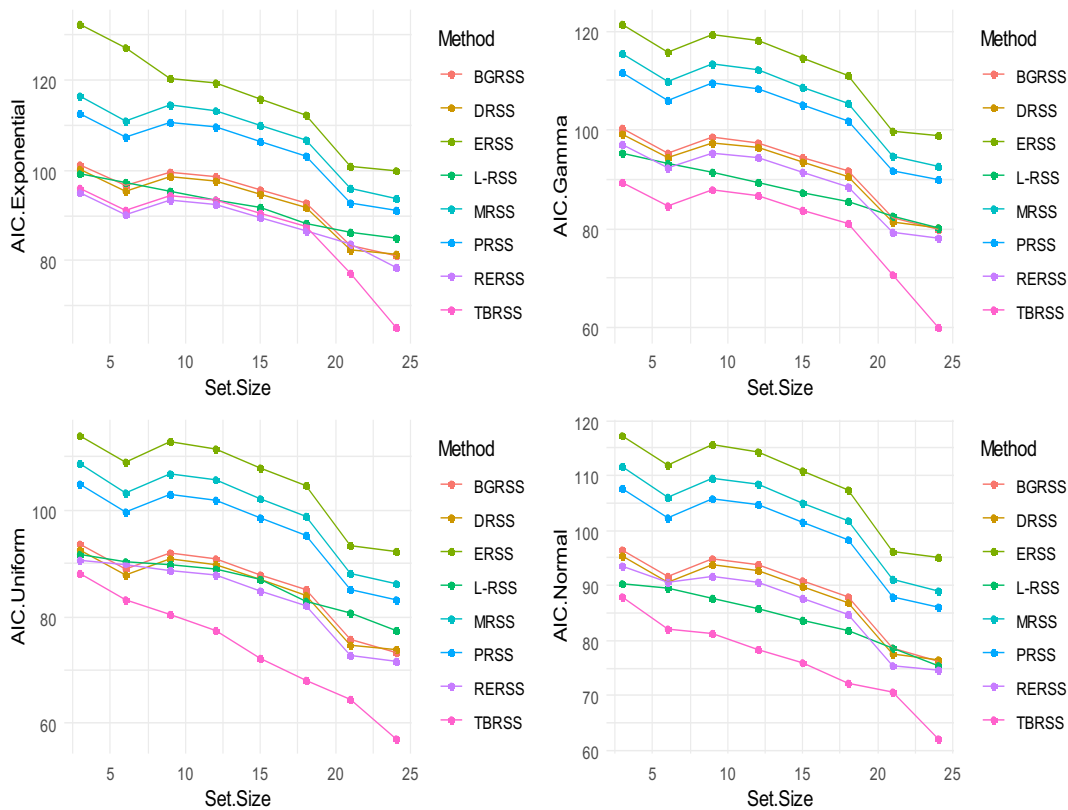 AIC.Exponential
120
100
80
5 10 15 20 25
Set.Size
Method
BGRSS
DRSS
ERSS
L-RSS
MRSS
PRSS
RERSS
TBRSS
AIC.Gamma
120
100
80
60
5 10 15 20 25
Set.Size
Method
BGRSS
DRSS
ERSS
L-RSS
MRSS
PRSS
RERSS
TBRSS
AIC.Uniform
100
80
60
5 10 15 20 25
Set.Size
Method
BGRSS
DRSS
ERSS
L-RSS
MRSS
PRSS
RERSS
TBRSS
AIC.Normal
120
110
100
90
80
70
60
5 10 15 20 25
Set.Size
Method
BGRSS
DRSS
ERSS
L-RSS
MRSS
PRSS
RERSS
TBRSS